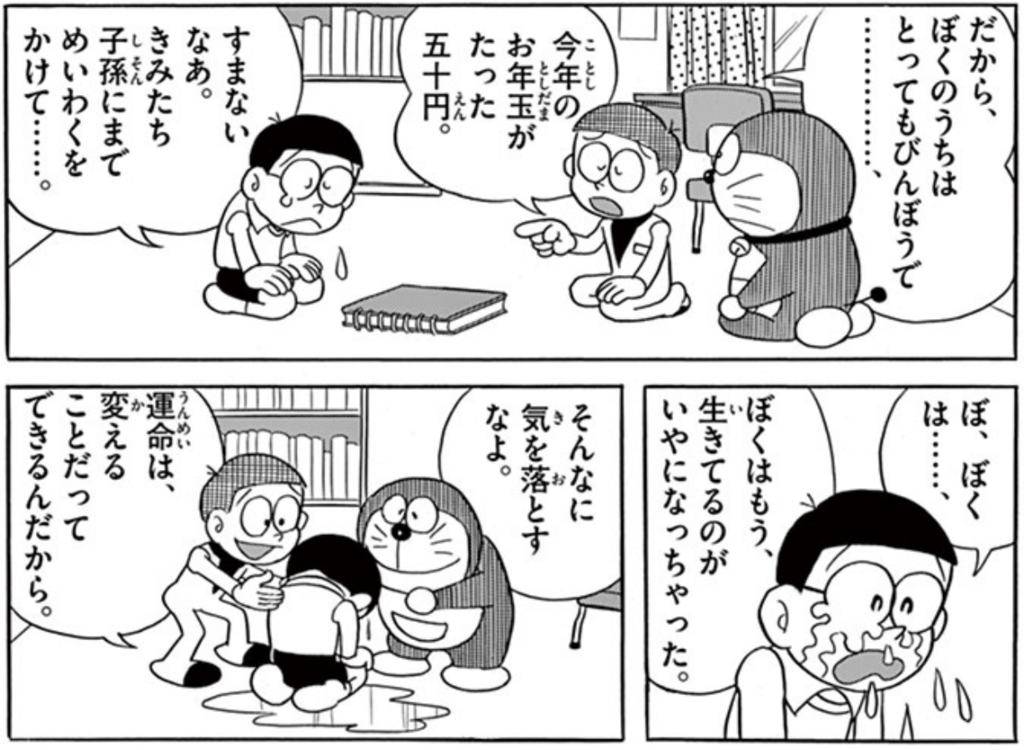 だから、
ぼくのうちは
とってもびんぼうで
……………、
今年の
お年玉が
たった
五十円。
すまない
なあ。
きみたち
子孫にまで
めいわくを
かけて……。
ぼ、ぼく
は……、
ぼくはもう、
生きてるのが
いやになっちゃった。
そんなに
気を落とす
なよ。
運命は、
変える
ことだって
できるんだから。